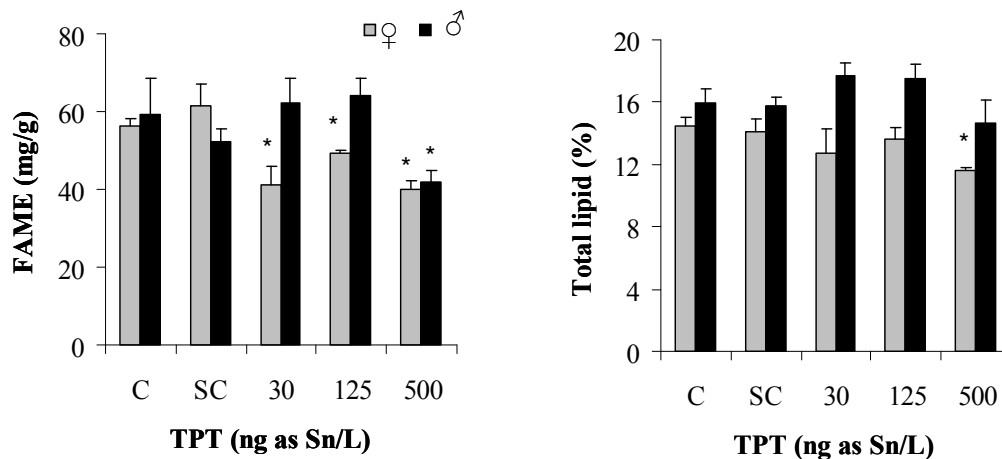 80
60
40
20
0
FAME (mg/g)
♀ ♂
*
*
* *
C SC 30 125 500
TPT (ng as Sn/L)
20
16
12
8
4
0
Total lipid (%)
*
C SC 30 125 500
TPT (ng as Sn/L)